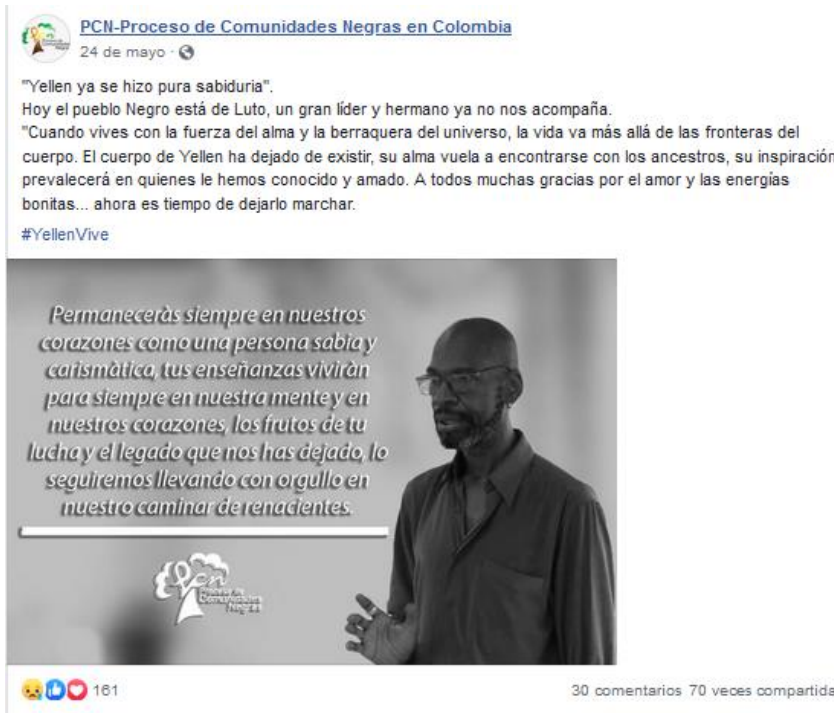 PCN-Proceso de Comunidades Negras en Colombia
24 de mayo ·
"Yellen ya se hizo pura sabiduria".
Hoy el pueblo Negro está de Luto, un gran líder y hermano ya no nos acompaña.
"Cuando vives con la fuerza del alma y la berraquera del universo, la vida va más allá de las fronteras del
cuerpo. El cuerpo de Yellen ha dejado de existir, su alma vuela a encontrarse con los ancestros, su inspiración
prevalecerá en quienes le hemos conocido y amado. A todos muchas gracias por el amor y las energías
bonitas... ahora es tiempo de dejarlo marchar.
#YellenVive
Permaneceràs siempre en nuestros
corazones como una persona sabia y
carismàtica, tus enseñanzas viviràn
para siempre en nuestra mente y en
nuestros corazones, los frutos de tu
lucha y el legado que nos has dejado, lo
seguiremos llevando con orgullo en
nuestro caminar de renacientes.
pcn
Proceso de
Comunidades
Negras
161
30 comentarios 70 veces compartida